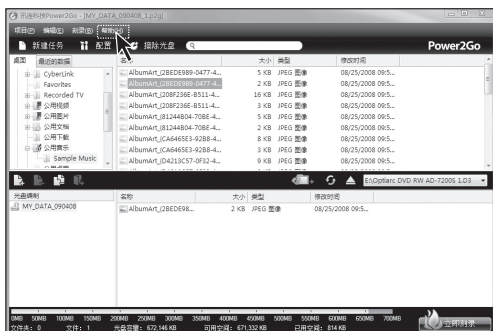 讯连科技Power2Go - [MY_DATA_090408_1.p2g]
项目(P) 编辑(E) 刻录(B) 帮助(H)
新建任务 配置 擦除光盘 Power2Go
桌面 最近的数据 名称 大小 类型 修改时间
CyberLink AlbumArt_{2BEDE989-0477-4... 5 KB JPEG 图像 08/25/2008 09:5...
Favorites AlbumArt_{2BEDE989-0477-4... 2 KB JPEG 图像 08/25/2008 09:5...
Recorded TV AlbumArt_{208F236E-B511-4... 16 KB JPEG 图像 08/25/2008 09:5...
公用视频 AlbumArt_{208F236E-B511-4... 3 KB JPEG 图像 08/25/2008 09:5...
公用图片 AlbumArt_{81244B04-70BE-4... 5 KB JPEG 图像 08/25/2008 09:5...
公用文档 AlbumArt_{81244B04-70BE-4... 2 KB JPEG 图像 08/25/2008 09:5...
公用下载 AlbumArt_{CA6465E3-92B8-4... 8 KB JPEG 图像 08/25/2008 09:5...
公用音乐 AlbumArt_{CA6465E3-92B8-4... 3 KB JPEG 图像 08/25/2008 09:5...
Sample Music AlbumArt_{D4213C57-0F32-4... 9 KB JPEG 图像 08/25/2008 09:5...
E:\Optiarc DVD RW AD-7200S 1.D3
光盘编制 名称 大小 类型 修改时间
MY_DATA_090408 AlbumArt_{2BEDE98... 2 KB JPEG 图像 08/25/2008 09:5...
0MB 50MB 100MB 150MB 200MB 250MB 300MB 350MB 400MB 450MB 500MB 550MB 600MB 650MB 700MB
文件夹: 0 文件: 1 光盘容量: 672,146 KB 可用空间: 671,332 KB 已用空间: 814 KB 立即刻录